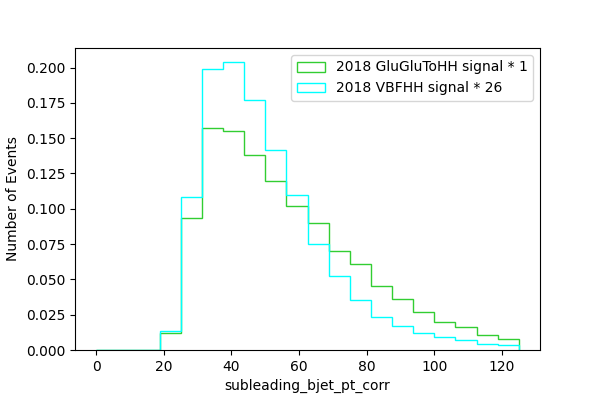 2018 GluGluToHH signal * 1
2018 VBFHH signal * 26
0.200
0.175
0.150
0.125
0.100
0.075
0.050
0.025
0.000
Number of Events
0 20 40 60 80 100 120
subleading_bjet_pt_corr